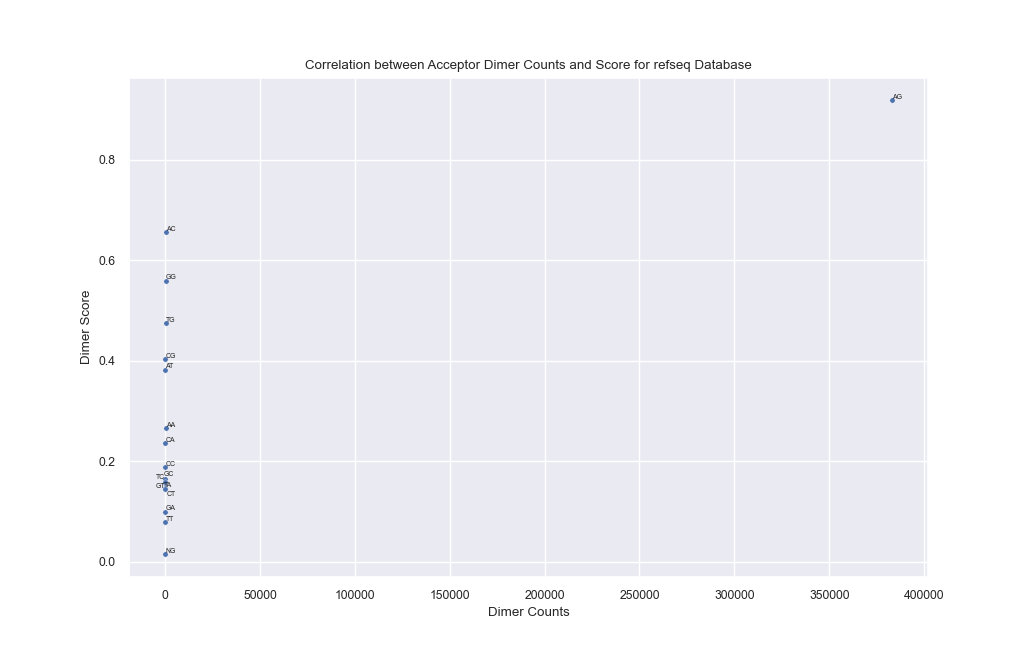 Correlation between Acceptor Dimer Counts and Score for refseq Database
AG
0.8
AC
0.6
GG
TG
Dimer Score
CG
0.4
AT
AA
CA
0.2
CC
GC
TC
GT
CT
GA
TT
NG
0.0
0
50000
100000
150000
200000
250000
300000
350000
400000
Dimer Counts